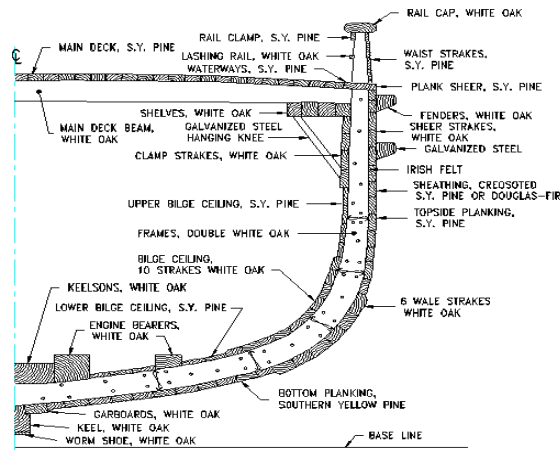 RAIL CAP, WHITE OAK
RAIL CLAMP, S.Y. PINE
LASHING RAIL, WHITE OAK
WATERWAYS, S.Y. PINE
WAIST STRAKES,
S.Y. PINE
℄
MAIN DECK, S.Y. PINE
PLANK SHEER, S.Y. PINE
MAIN DECK BEAM,
WHITE OAK
SHELVES, WHITE OAK
GALVANIZED STEEL
HANGING KNEE
CLAMP STRAKES, WHITE OAK
FENDERS, WHITE OAK
SHEER STRAKES,
WHITE OAK
GALVANIZED STEEL
IRISH FELT
SHEATHING, CREOSOTED
S.Y. PINE OR DOUGLAS-FIR
UPPER BILGE CEILING, S.Y. PINE
TOPSIDE PLANKING,
S.Y. PINE
FRAMES, DOUBLE WHITE OAK
BILGE CEILING,
10 STRAKES WHITE OAK
KEELSONS, WHITE OAK
LOWER BILGE CEILING, S.Y. PINE
ENGINE BEARERS,
WHITE OAK
6 WALE STRAKES
WHITE OAK
BOTTOM PLANKING,
SOUTHERN YELLOW PINE
GARBOARDS, WHITE OAK
KEEL, WHITE OAK
WORM SHOE, WHITE OAK
BASE LINE